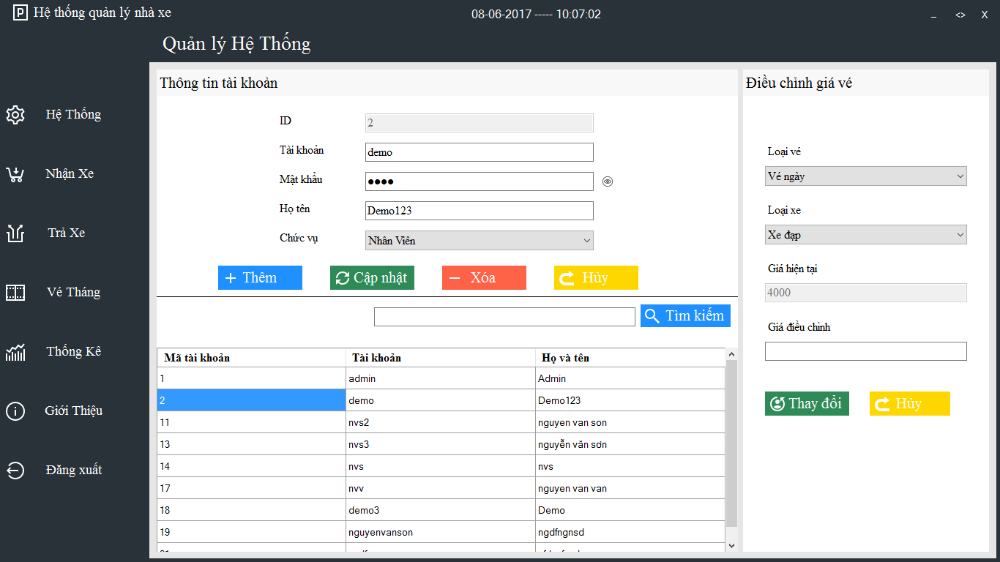 P Hệ thống quản lý nhà xe
08-06-2017 ----- 10:07:02
_ <> X
Quản lý Hệ Thống
Hệ Thống
Nhận Xe
Trả Xe
Vé Tháng
Thống Kê
Giới Thiệu
Đăng xuất
Thông tin tài khoản
ID 2
Tài khoản demo
Mật khẩu ●●●●
Họ tên Demo123
Chức vụ Nhân Viên
Thêm Cập nhật Xóa Hủy
Tìm kiếm
Mã tài khoản Tài khoản Họ và tên
1 admin Admin
2 demo Demo123
11 nvs2 nguyen van son
13 nvs3 nguyễn văn sơn
14 nvs nvs
17 nvv nguyen van van
18 demo3 Demo
19 nguyenvanson ngdfngnsd
Điều chỉnh giá vé
Loại vé
Vé ngày
Loại xe
Xe đạp
Giá hiện tại
4000
Giá điều chỉnh
Thay đổi Hủy